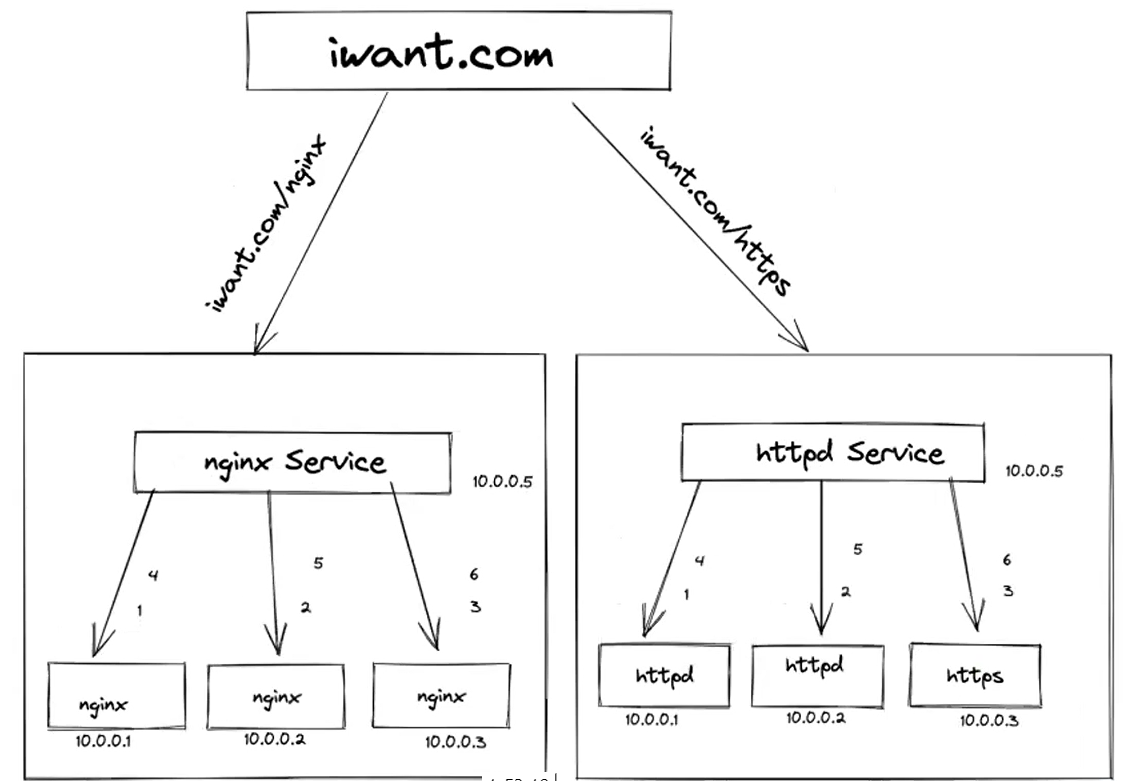 iwant.com
iwant.com/nginx
iwant.com/https
nginx Service
10.0.0.5
4
5
6
1
2
3
nginx
nginx
nginx
10.0.0.1
10.0.0.2
10.0.0.3
httpd Service
10.0.0.5
4
5
6
1
2
3
httpd
httpd
https
10.0.0.1
10.0.0.2
10.0.0.3